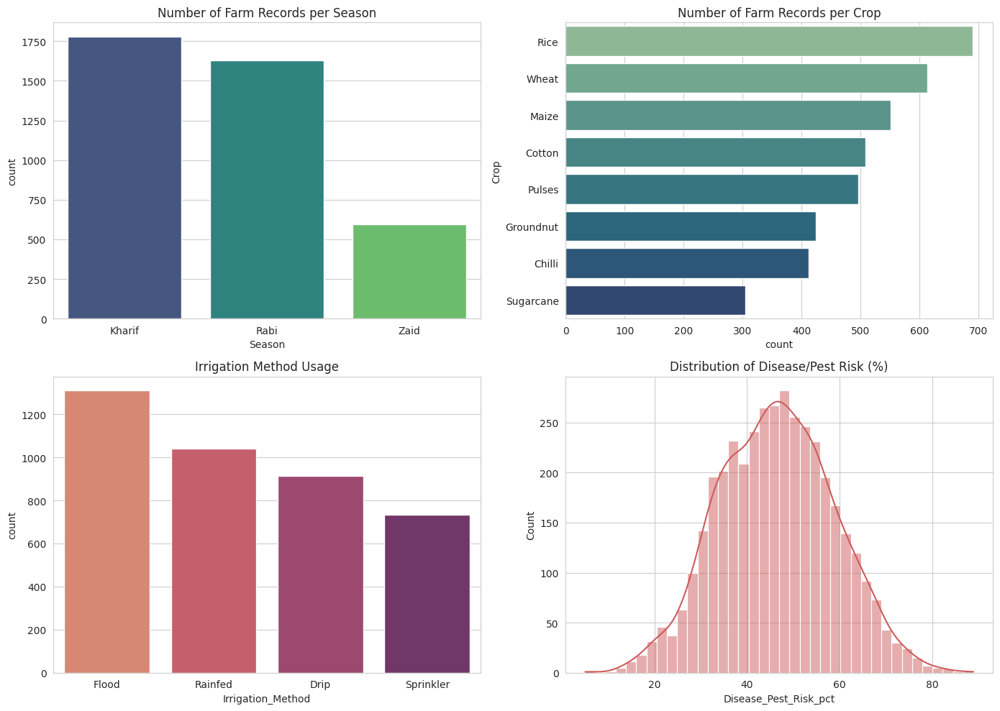 Number of Farm Records per Season
count
1750
1500
1250
1000
750
500
250
0
Kharif Rabi Zaid
Season
Number of Farm Records per Crop
Crop
Rice
Wheat
Maize
Cotton
Pulses
Groundnut
Chilli
Sugarcane
0 100 200 300 400 500 600 700
count
Irrigation Method Usage
count
1200
1000
800
600
400
200
0
Flood Rainfed Drip Sprinkler
Irrigation_Method
Distribution of Disease/Pest Risk (%)
Count
250
200
150
100
50
0
20 40 60 80
Disease_Pest_Risk_pct